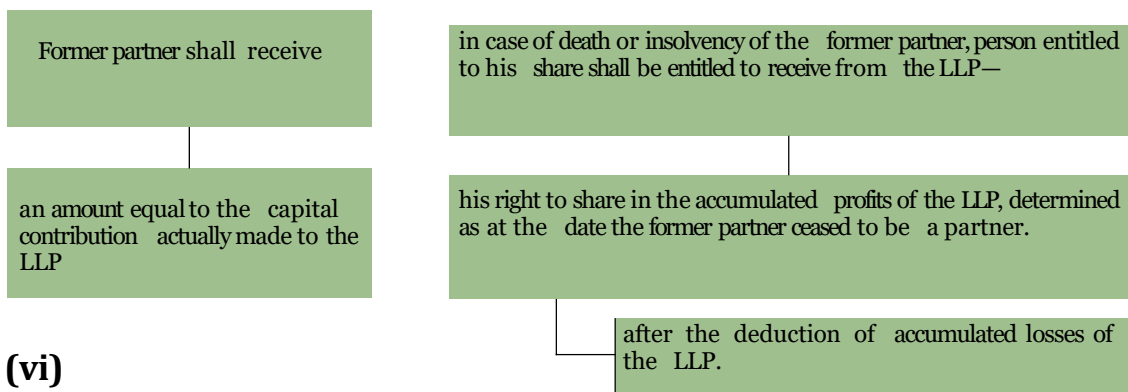 Former partner shall receive
an amount equal to the capital
contribution actually made to the
LLP
in case of death or insolvency of the former partner, person entitled
to his share shall be entitled to receive from the LLP—
his right to share in the accumulated profits of the LLP, determined
as at the date the former partner ceased to be a partner.
after the deduction of accumulated losses of
the LLP.
(vi)